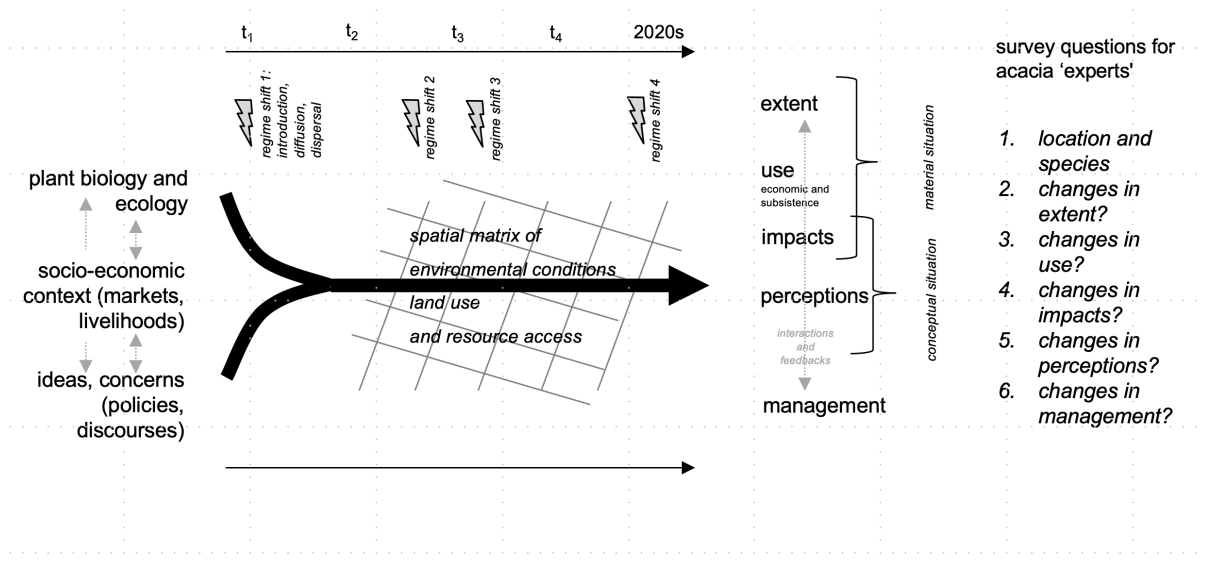 t1
t2
t3
t4
2020s
regime shift 1:
introduction,
diffusion,
dispersal
regime shift 2
regime shift 3
regime shift 4
plant biology and
ecology
socio-economic
context (markets,
livelihoods)
ideas, concerns
(policies,
discourses)
spatial matrix of
environmental conditions
land use
and resource access
extent
use
economic and
subsistence
impacts
perceptions
interactions
and
feedbacks
management
material situation
conceptual situation
survey questions for
acacia ‘experts'
1. location and
species
2. changes in
extent?
3. changes in
use?
4. changes in
impacts?
5. changes in
perceptions?
6. changes in
management?